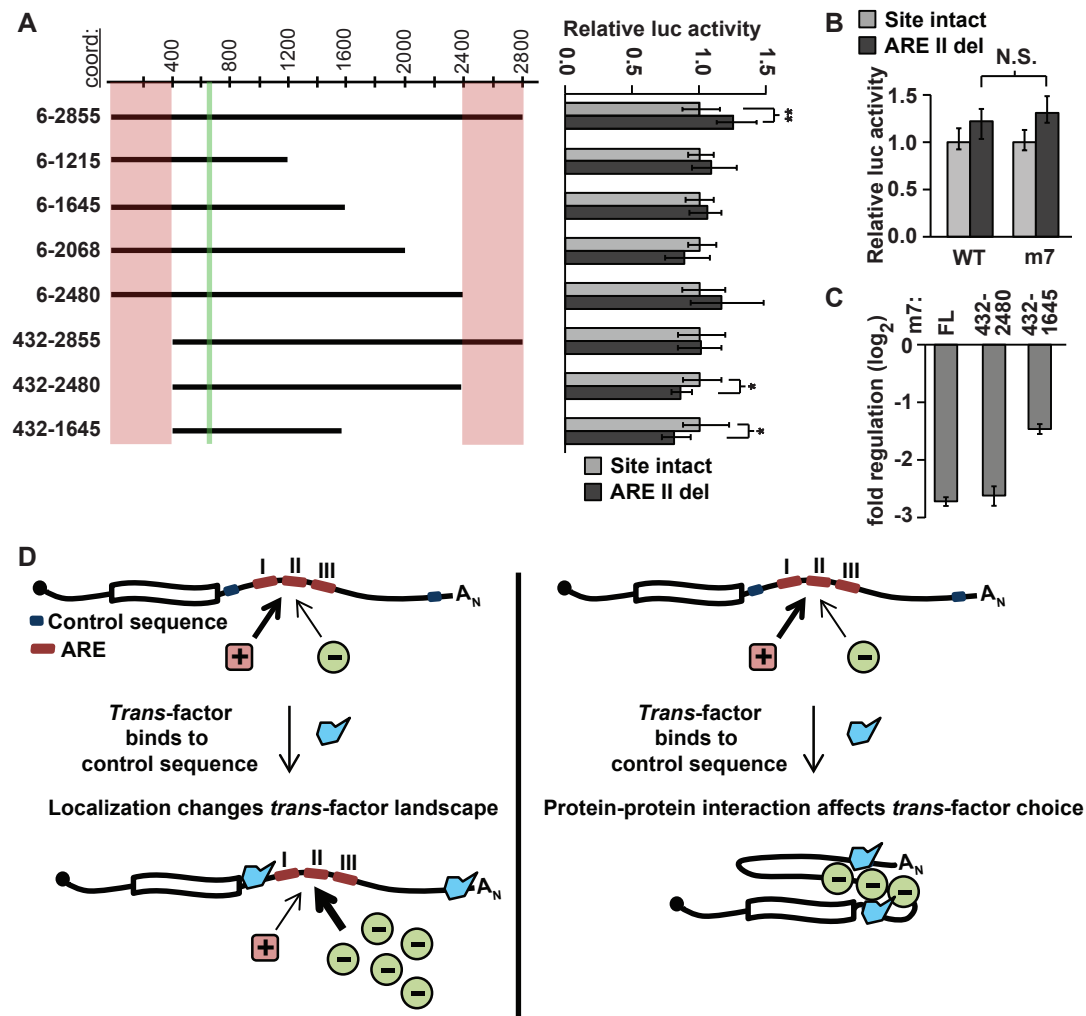 A
coord:
400
800
1200
1600
2000
2400
2800
6-2855
6-1215
6-1645
6-2068
6-2480
432-2855
432-2480
432-1645
Relative luc activity
0.0
0.5
1.0
1.5
**
*
*
Site intact
ARE II del
B
Site intact
ARE II del
N.S.
Relative luc activity
1.5
1.0
0.5
0.0
WT
m7
C
m7:
FL
432-
2480
432-
1645
fold regulation (log2)
0
-1
-2
-3
D
I
II
III
AN
Control sequence
ARE
+
−
Trans-factor
binds to
control sequence
Localization changes trans-factor landscape
I
II
III
AN
+
−
−
−
−
−
I
II
III
AN
+
−
Trans-factor
binds to
control sequence
Protein-protein interaction affects trans-factor choice
AN
−
−
−